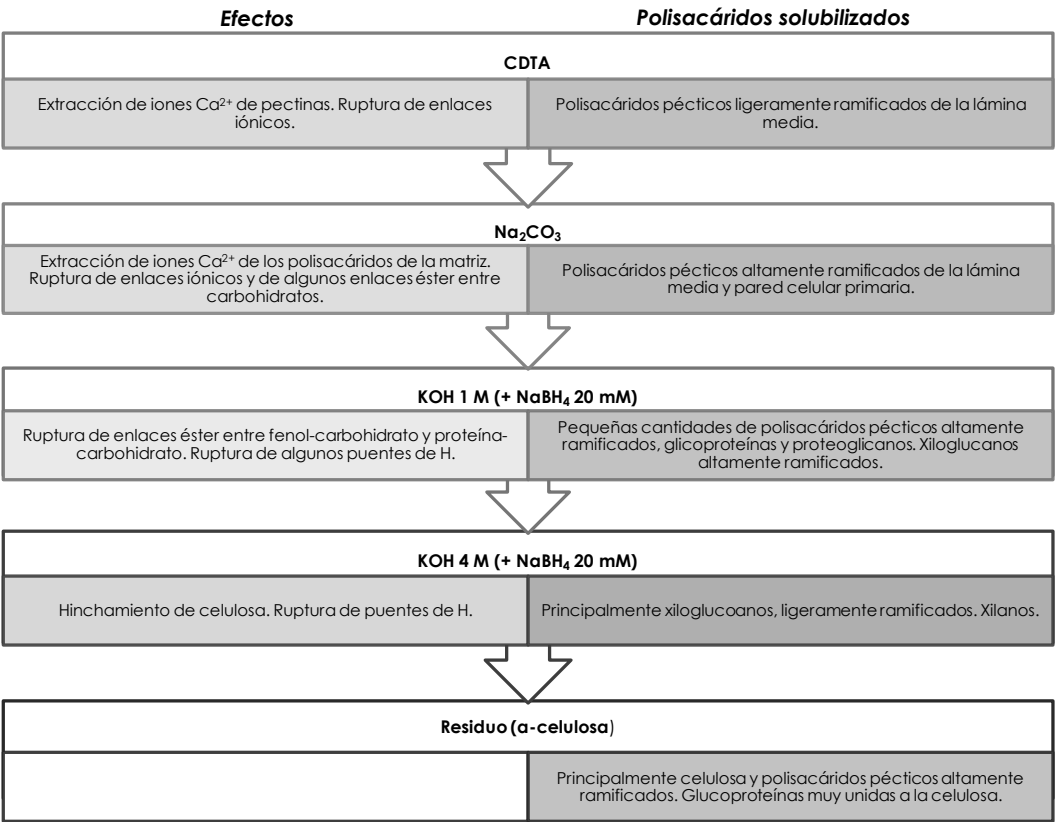 Efectos
Polisacáridos solubilizados
CDTA
Extracción de iones Ca²⁺ de pectinas. Ruptura de enlaces
iónicos.
Polisacáridos pécticos ligeramente ramificados de la lámina
media.
Na₂CO₃
Extracción de iones Ca²⁺ de los polisacáridos de la matriz.
Ruptura de enlaces iónicos y de algunos enlaces éster entre
carbohidratos.
Polisacáridos pécticos altamente ramificados de la lámina
media y pared celular primaria.
KOH 1 M (+ NaBH₄ 20 mM)
Ruptura de enlaces éster entre fenol-carbohidrato y proteína-
carbohidrato. Ruptura de algunos puentes de H.
Pequeñas cantidades de polisacáridos pécticos altamente
ramificados, glicoproteínas y proteoglicanos. Xiloglucanos
altamente ramificados.
KOH 4 M (+ NaBH₄ 20 mM)
Hinchamiento de celulosa. Ruptura de puentes de H.
Principalmente xiloglucoanos, ligeramente ramificados. Xilanos.
Residuo (a-celulosa)
Principalmente celulosa y polisacáridos pécticos altamente
ramificados. Glucoproteínas muy unidas a la celulosa.